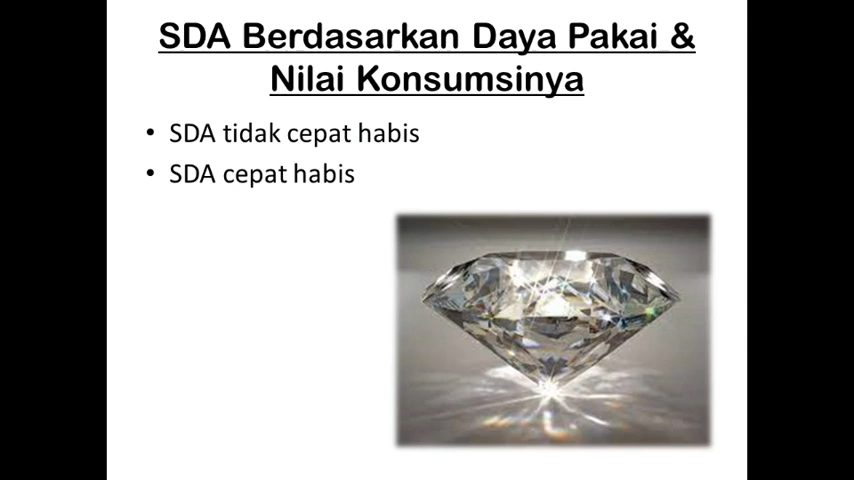 SDA Berdasarkan Daya Pakai &
Nilai Konsumsinya
• SDA tidak cepat habis
• SDA cepat habis